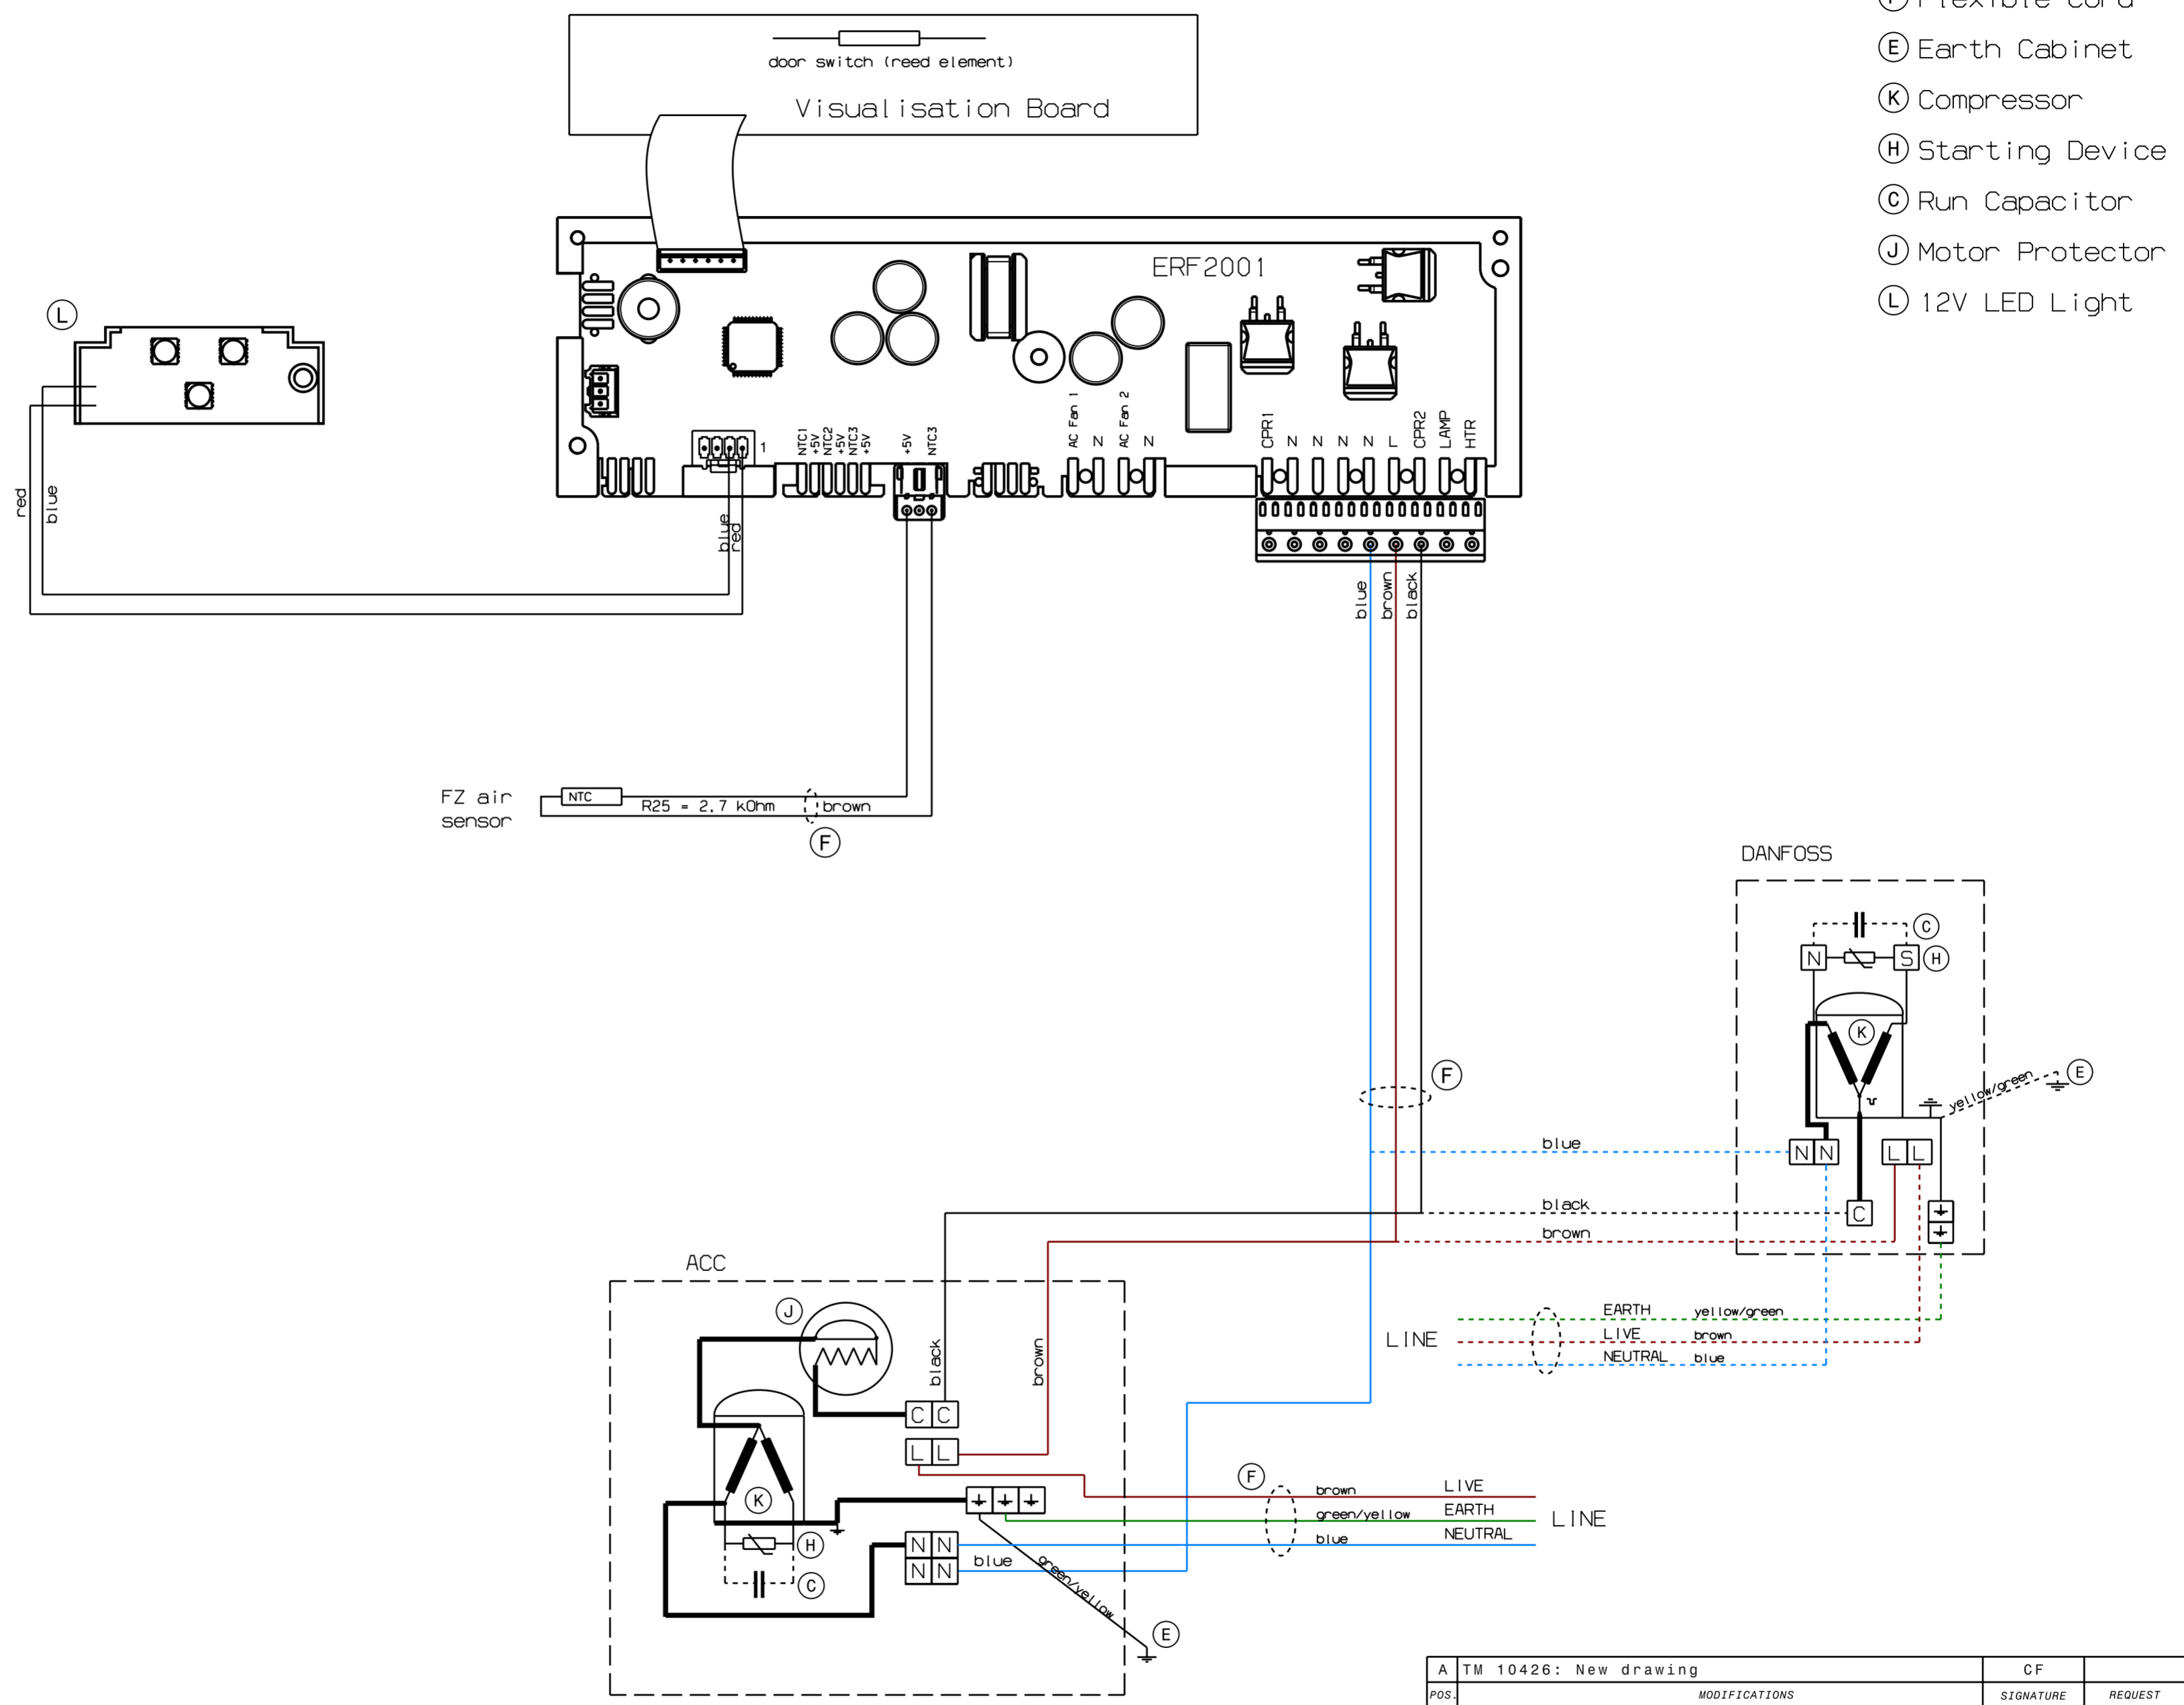 F Flexible Cord
E Earth Cabinet
K Compressor
H Starting Device
C Run Capacitor
J Motor Protector
L 12V LED Light
door switch (reed element)
Visualisation Board
ERF2001
L
red
blue
1
blue
red
NTC1
+5V
NTC2
+5V
NTC3
+5V
+5V
NTC3
AC Fan 1
N
AC Fan 2
N
CPR1
N
N
N
N
L
CPR2
LAMP
HTR
blue
brown
black
FZ air
sensor
NTC
R25 = 2.7 kOhm
brown
F
DANFOSS
C
N
S
H
K
yellow/green
E
F
blue
N N
L L
black
C
brown
EARTH yellow/green
LINE
LIVE brown
NEUTRAL blue
ACC
J
black
brown
C C
L L
K
F
brown LIVE
green/yellow EARTH
LINE
blue NEUTRAL
H
N N
N N
blue
green/yellow
C
E
A TM 10426: New drawing CF
POS. MODIFICATIONS SIGNATURE REQUEST